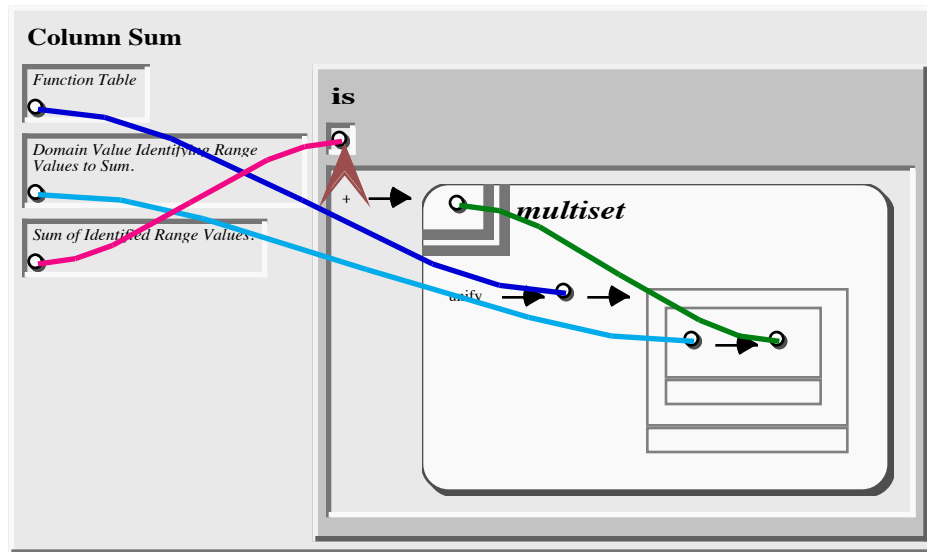 Column Sum
Function Table
is
Domain Value Identifying Range
Values to Sum.
+
multiset
Sum of Identified Range Values.
unify